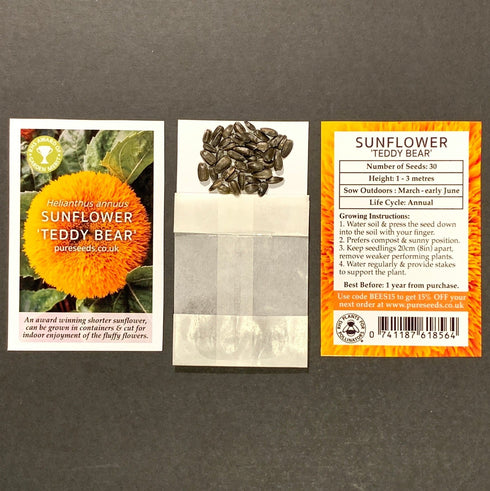 Helianthus annuus
SUNFLOWER
'TEDDY BEAR'
pureseeds.co.uk
An award winning shorter sunflower,
can be grown in containers & cut for
indoor enjoyment of the fluffy flowers.
SUNFLOWER
'TEDDY BEAR'
Number of Seeds: 30
Height: 1 - 3 metres
Sow Outdoors : March - early June
Life Cycle: Annual
Growing Instructions:
1. Water soil & press the seed down
into the soil with your finger.
2. Prefers compost & sunny position.
3. Keep seedlings 20cm (8in) apart,
remove weaker performing plants.
4. Water regularly & provide stakes
to support the plant.
Best Before: 1 year from purchase.
Use code BEES15 to get 15% OFF your
next order at www.pureseeds.co.uk
RHS PLANTS FOR
POLLINATORS
0 741187 618564